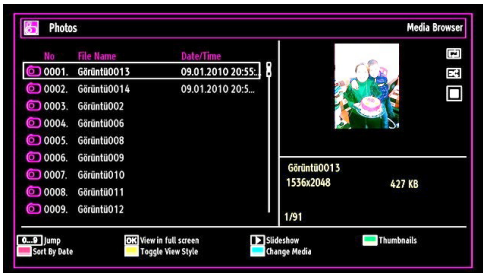 Photos
Media Browser
No File Name Date/Time
0001. Görüntü0013 09.01.2010 20:55:.
0002. Görüntü0014 09.01.2010 20:5...
0003. Görüntü002
0004. Görüntü006
0005. Görüntü008
0006. Görüntü009
0007. Görüntü010
0008. Görüntü011
0009. Görüntü012
Görüntü0013
1536x2048 427 KB
1/91
0...9 Jump OK View in full screen Slideshow Thumbnails
Sort By Date Toggle View Style Change Media